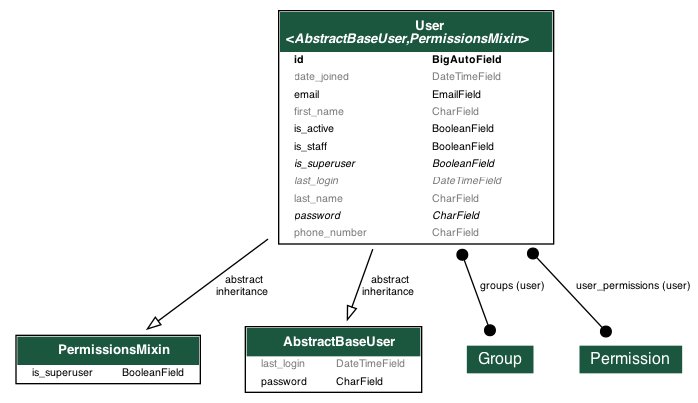 User
<AbstractBaseUser,PermissionsMixin>
id BigAutoField
date_joined DateTimeField
email EmailField
first_name CharField
is_active BooleanField
is_staff BooleanField
is_superuser BooleanField
last_login DateTimeField
last_name CharField
password CharField
phone_number CharField
abstract
inheritance
abstract
inheritance
groups (user)
user_permissions (user)
PermissionsMixin
is_superuser BooleanField
AbstractBaseUser
last_login DateTimeField
password CharField
Group
Permission